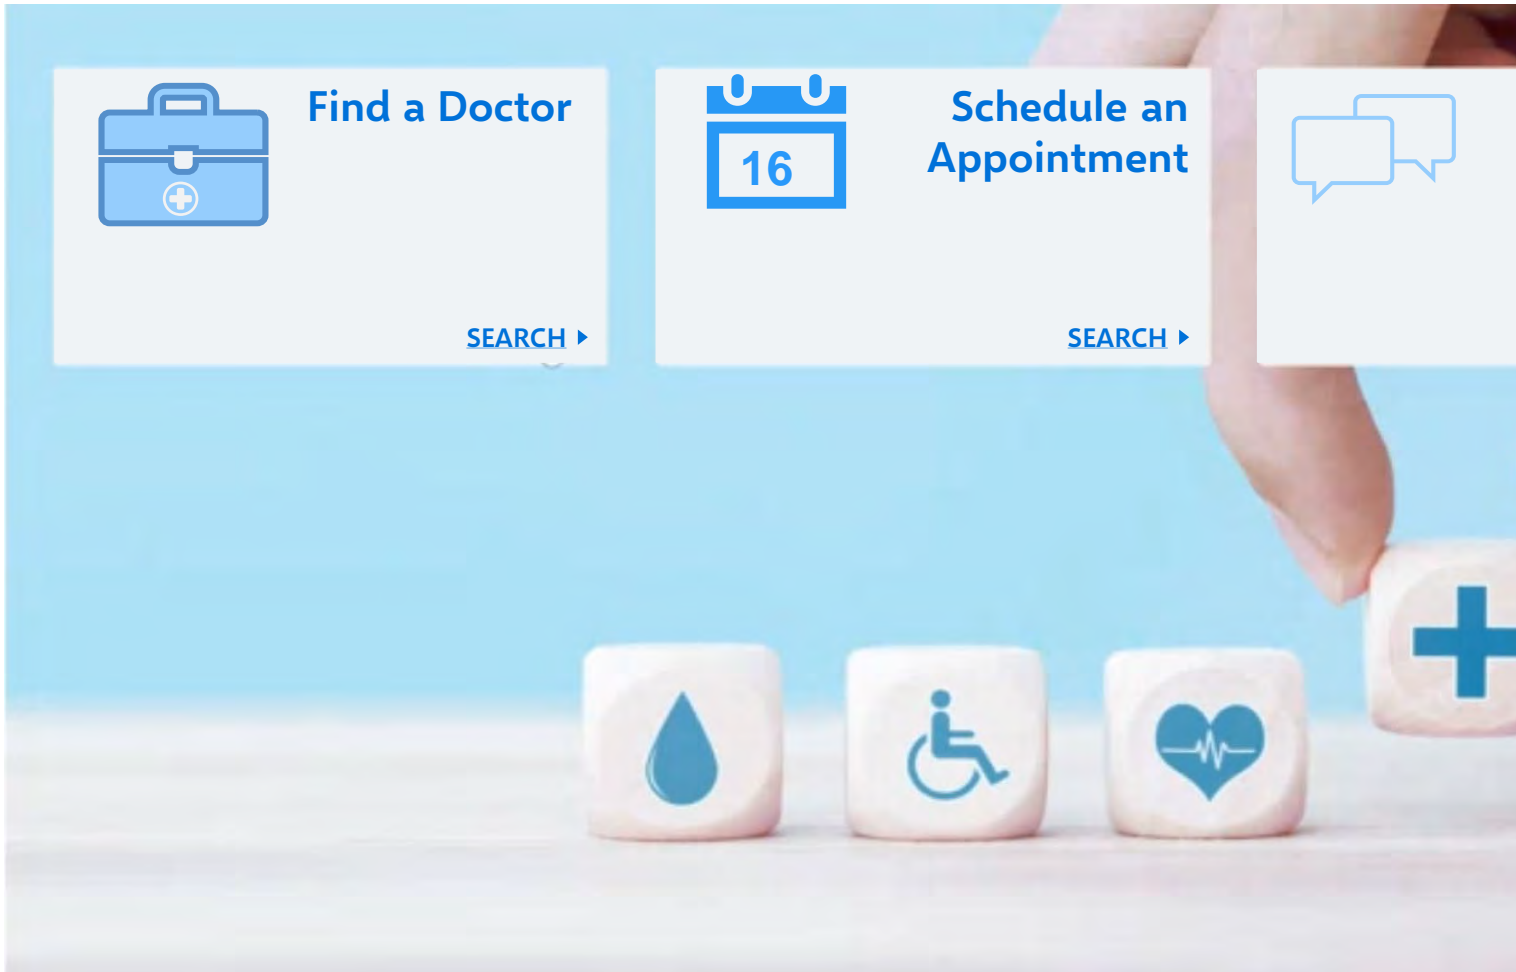 Find a Doctor
SEARCH
16
Schedule an
Appointment
SEARCH